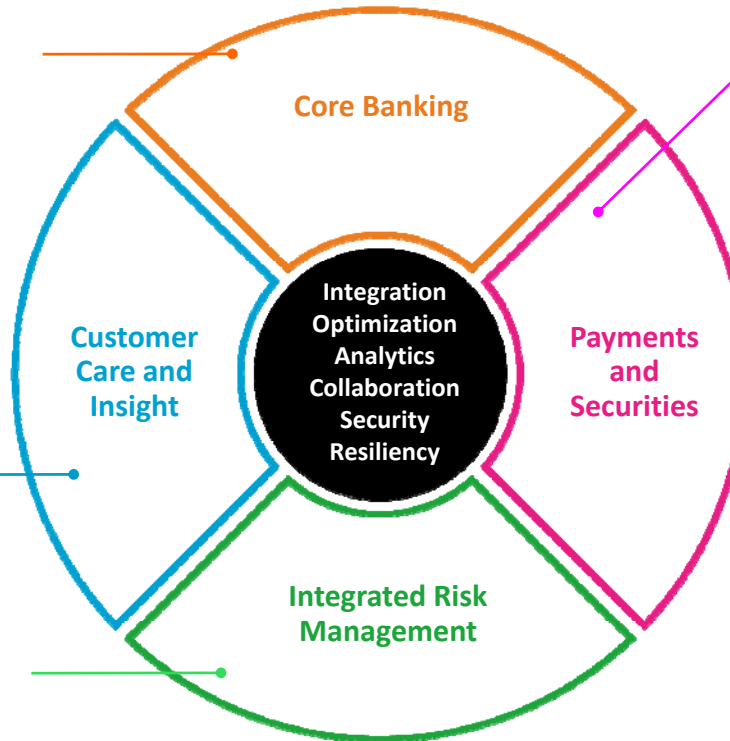 Core Banking
Integration
Optimization
Analytics
Collaboration
Security
Resiliency
Customer
Care and
Insight
Payments
and
Securities
Integrated Risk
Management